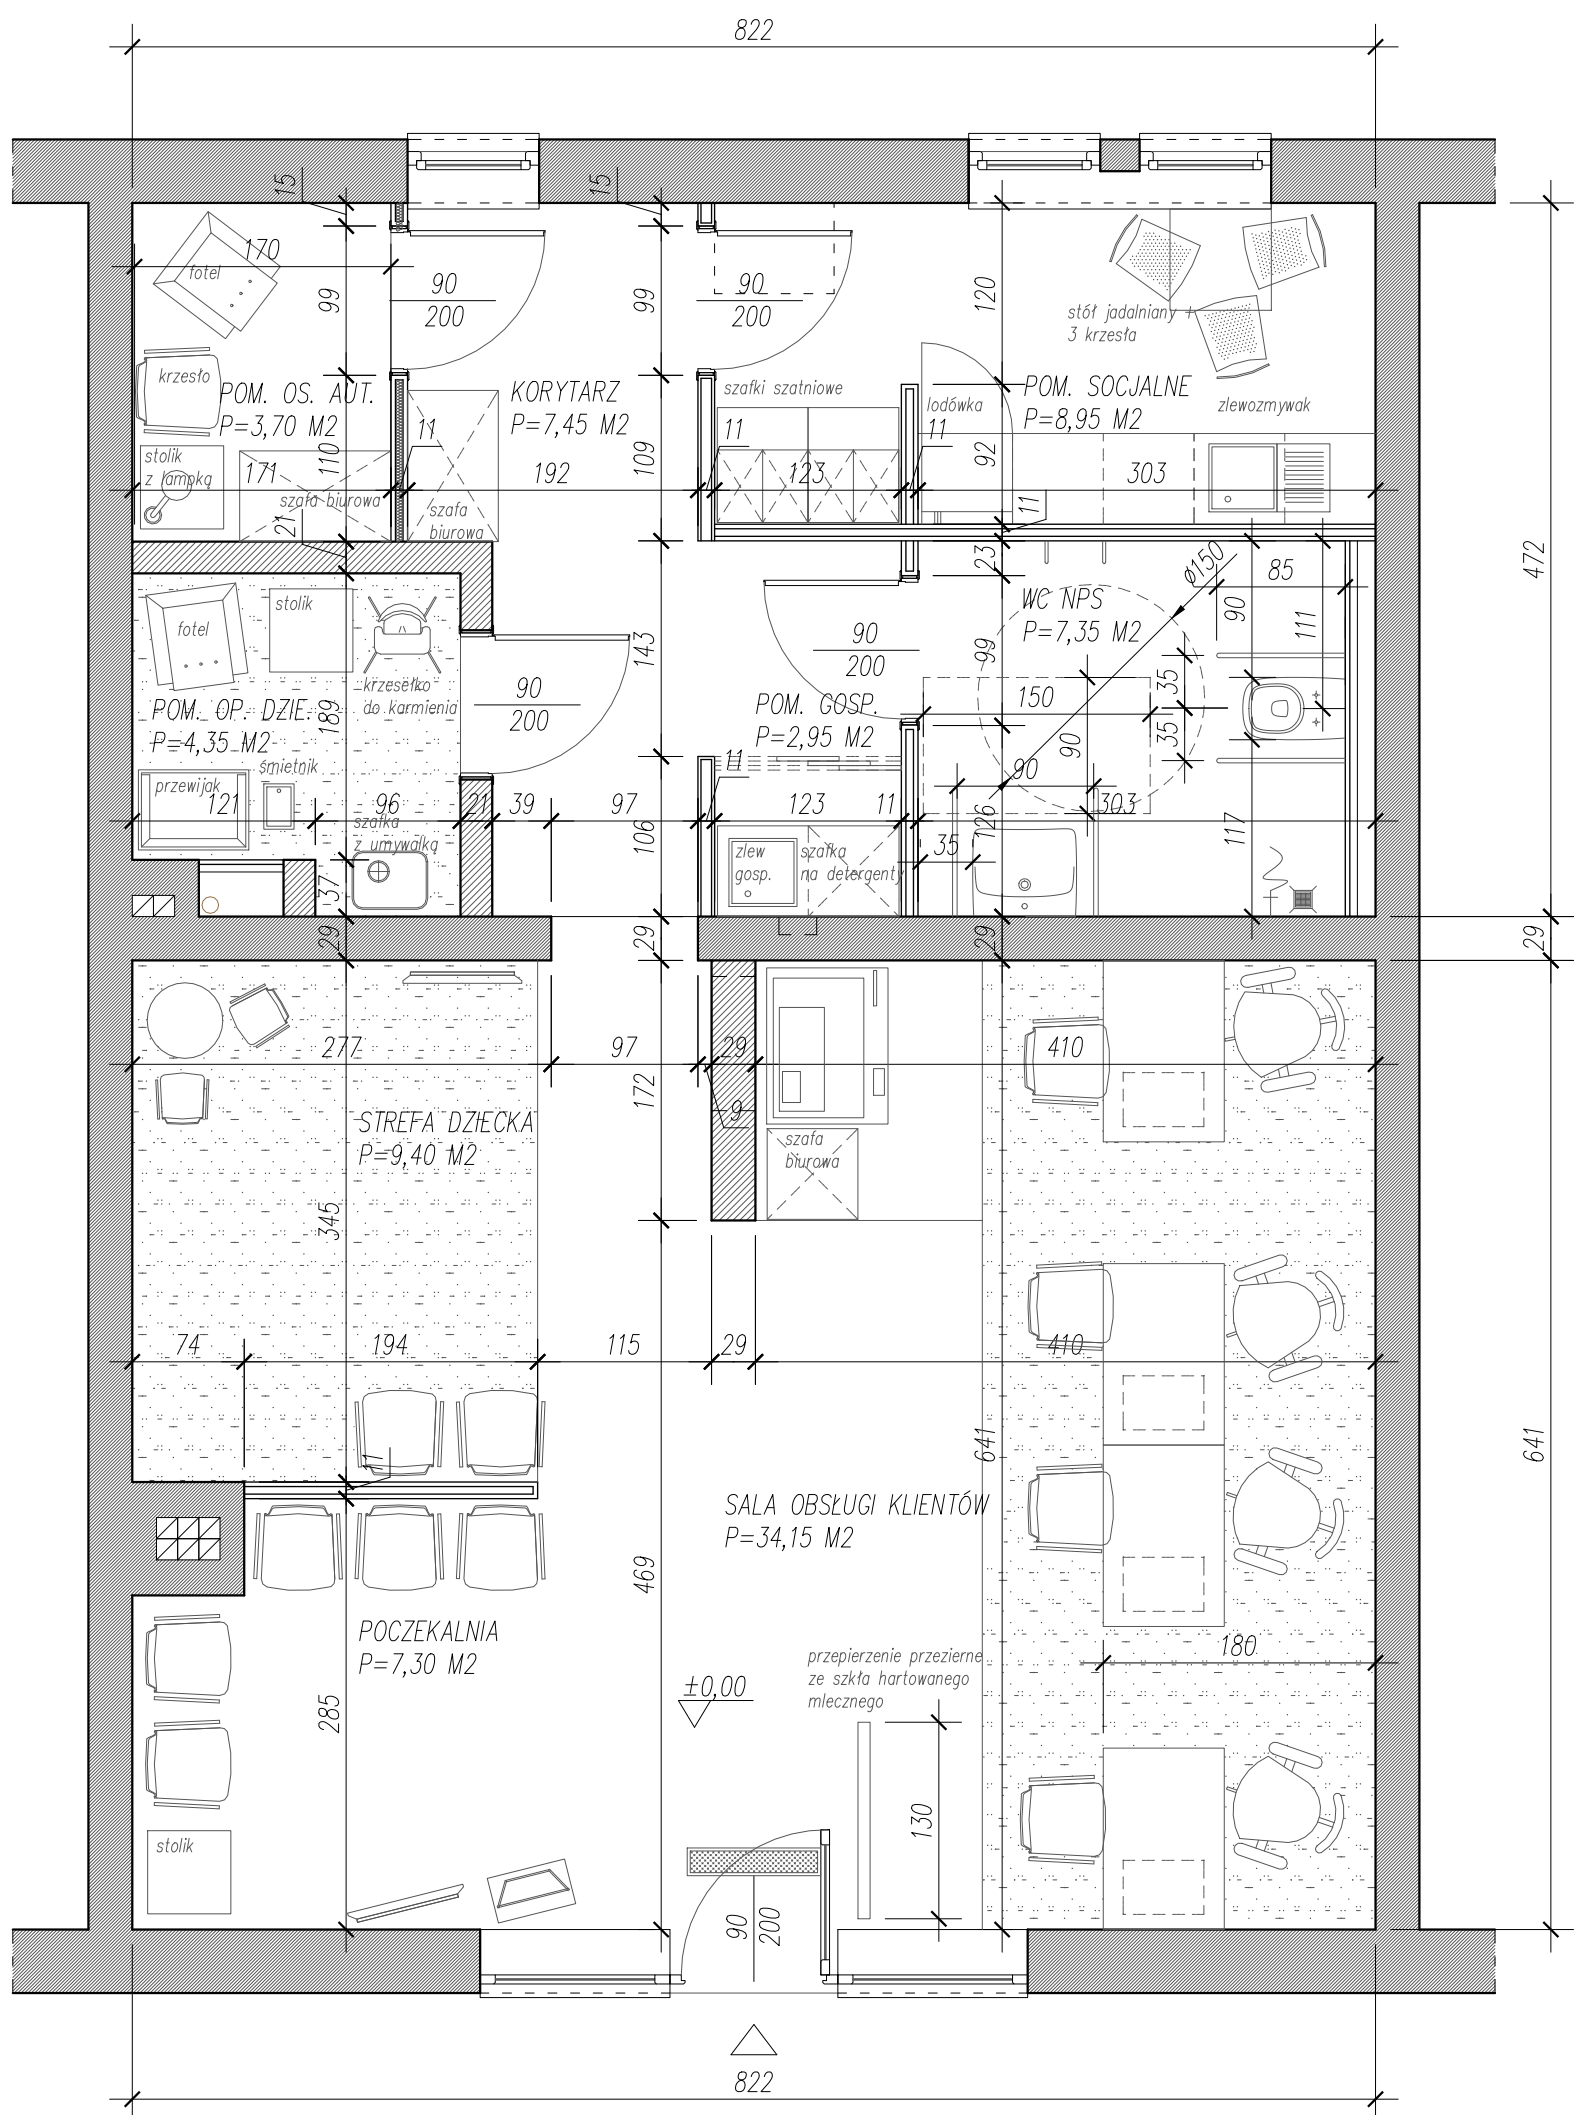 822
15
15
170
fotel
90
200
99
99
90
200
120
stół jadalniany +
3 krzesła
krzesło
POM. OS. AUT.
P=3,70 M2
KORYTARZ
P=7,45 M2
szafki szatniowe
lodówka
POM. SOCJALNE
P=8,95 M2
zlewozmywak
11
11
11
stolik
z lampką
171
110
szafa biurowa
192
szafa
biurowa
109
123
92
303
11
21
23
472
fotel
stolik
krzesełko
do karmienia
143
90
200
WC NPS
P=7,35 M2
ø150
85
90
111
99
35
35
90
200
POM. OP. DZIE.
P=4,35 M2
189
POM. GOSP.
P=2,95 M2
150
90
90
przewijak
śmietnik
11
121
96
szafka
z umywalką
21
39
97
106
123
11
126
303
117
35
zlew
gosp.
szafka
na detergenty
37
29
29
29
29
277
97
29
410
172
9
STREFA DZIECKA
P=9,40 M2
szafa
biurowa
345
74
194
115
29
410
11
641
641
SALA OBSŁUGI KLIENTÓW
P=34,15 M2
469
POCZEKALNIA
P=7,30 M2
180
przepierzenie przezierne
ze szkła hartowanego
mlecznego
±0,00
285
130
stolik
90
200
822